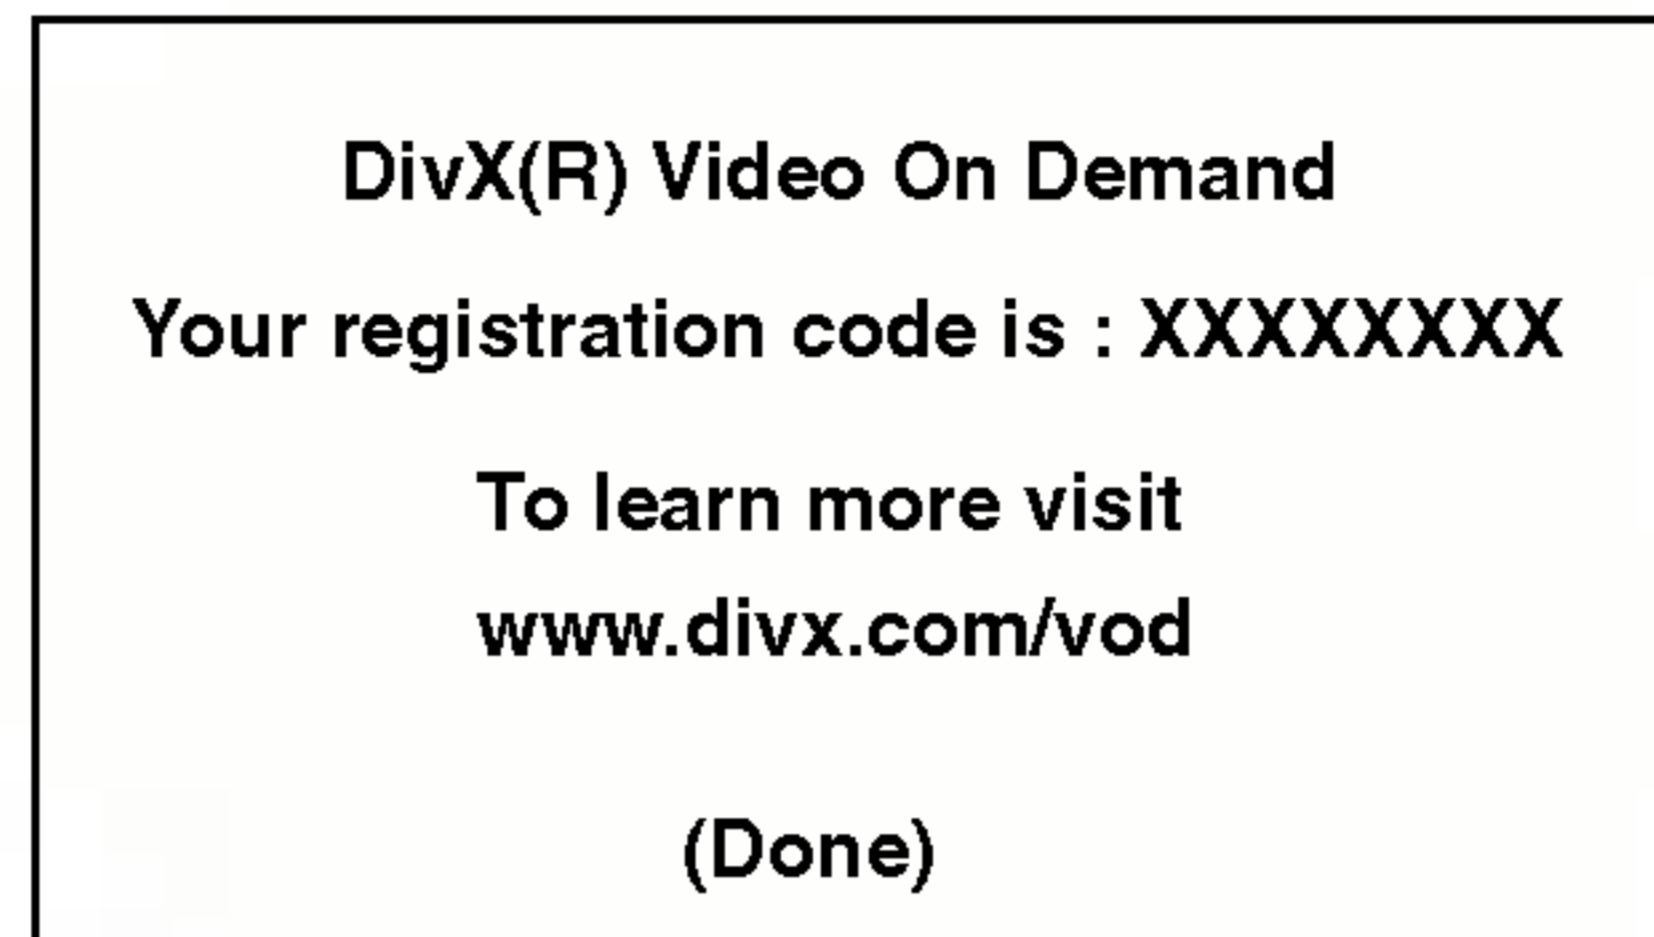 DivX(R) Video On Demand
Your registration code is : XXXXXXXX
To learn more visit
www.divx.com/vod
(Done)